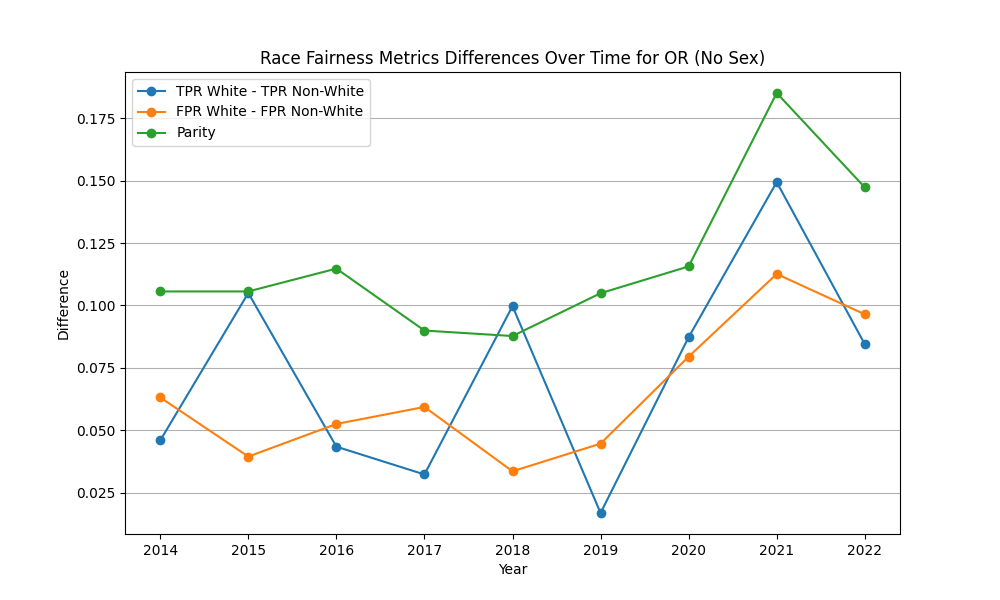 Race Fairness Metrics Differences Over Time for OR (No Sex)
TPR White - TPR Non-White
FPR White - FPR Non-White
Parity
0.175
0.150
0.125
0.100
0.075
0.050
0.025
Difference
2014 2015 2016 2017 2018 2019 2020 2021 2022
Year